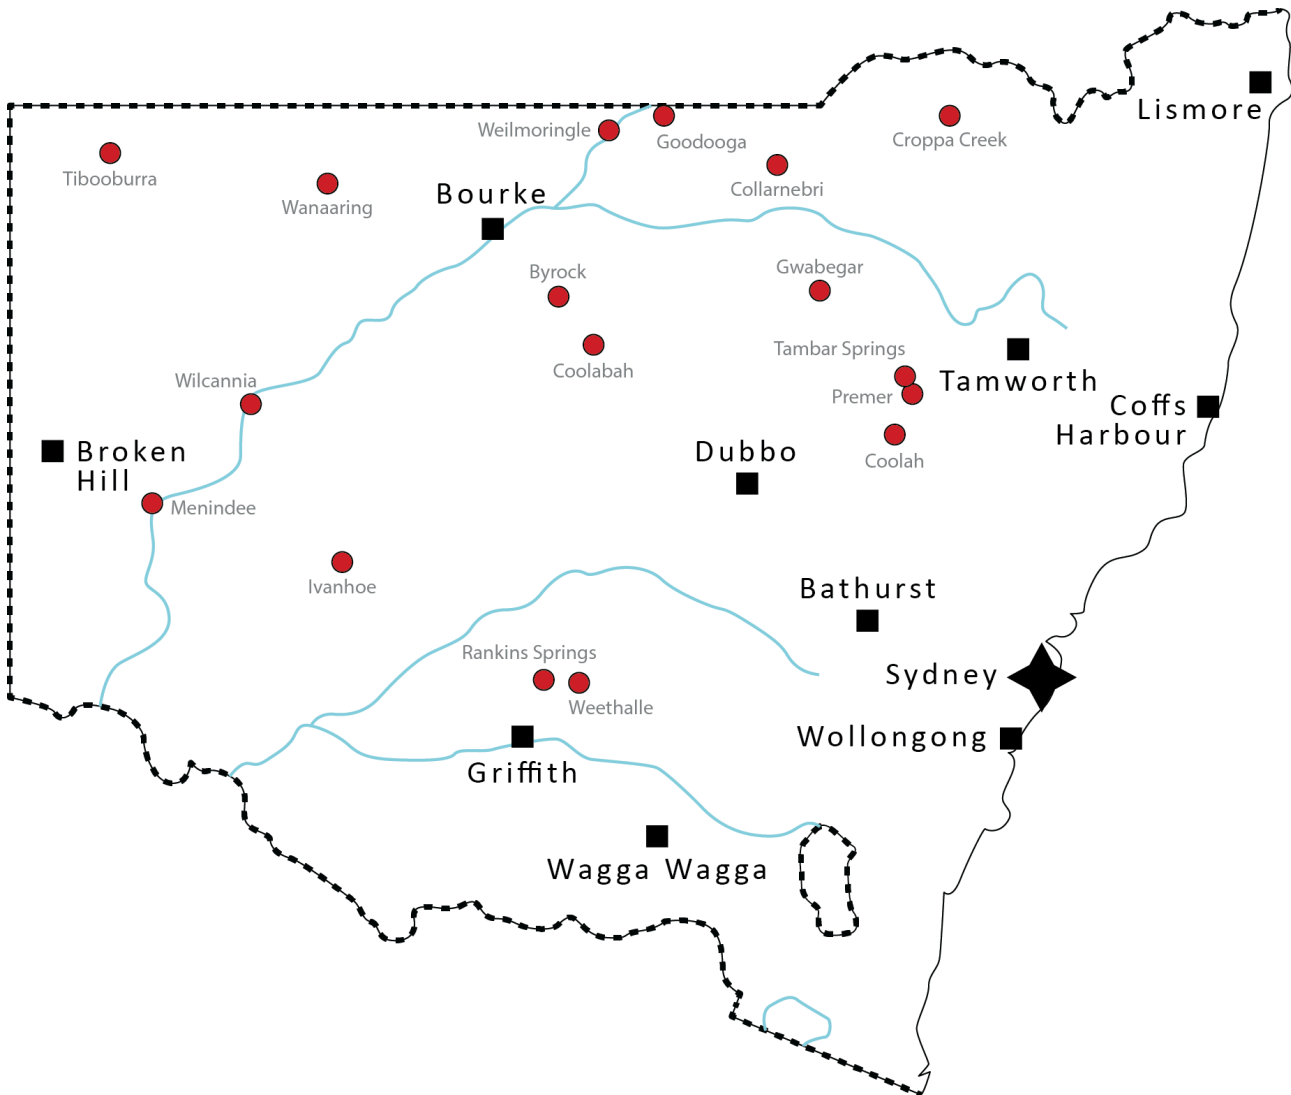 Lismore
Weilmoringle
Goodooga
Croppa Creek
Tibooburra
Wanaaring
Bourke
Collarnebri
Byrock
Gwabegar
Coolabah
Tambar Springs
Wilcannia
Premer
Tamworth
Coffs
Harbour
Broken
Hill
Dubbo
Coolah
Menindee
Ivanhoe
Bathurst
Rankins Springs
Sydney
Weethalle
Wollongong
Griffith
Wagga Wagga